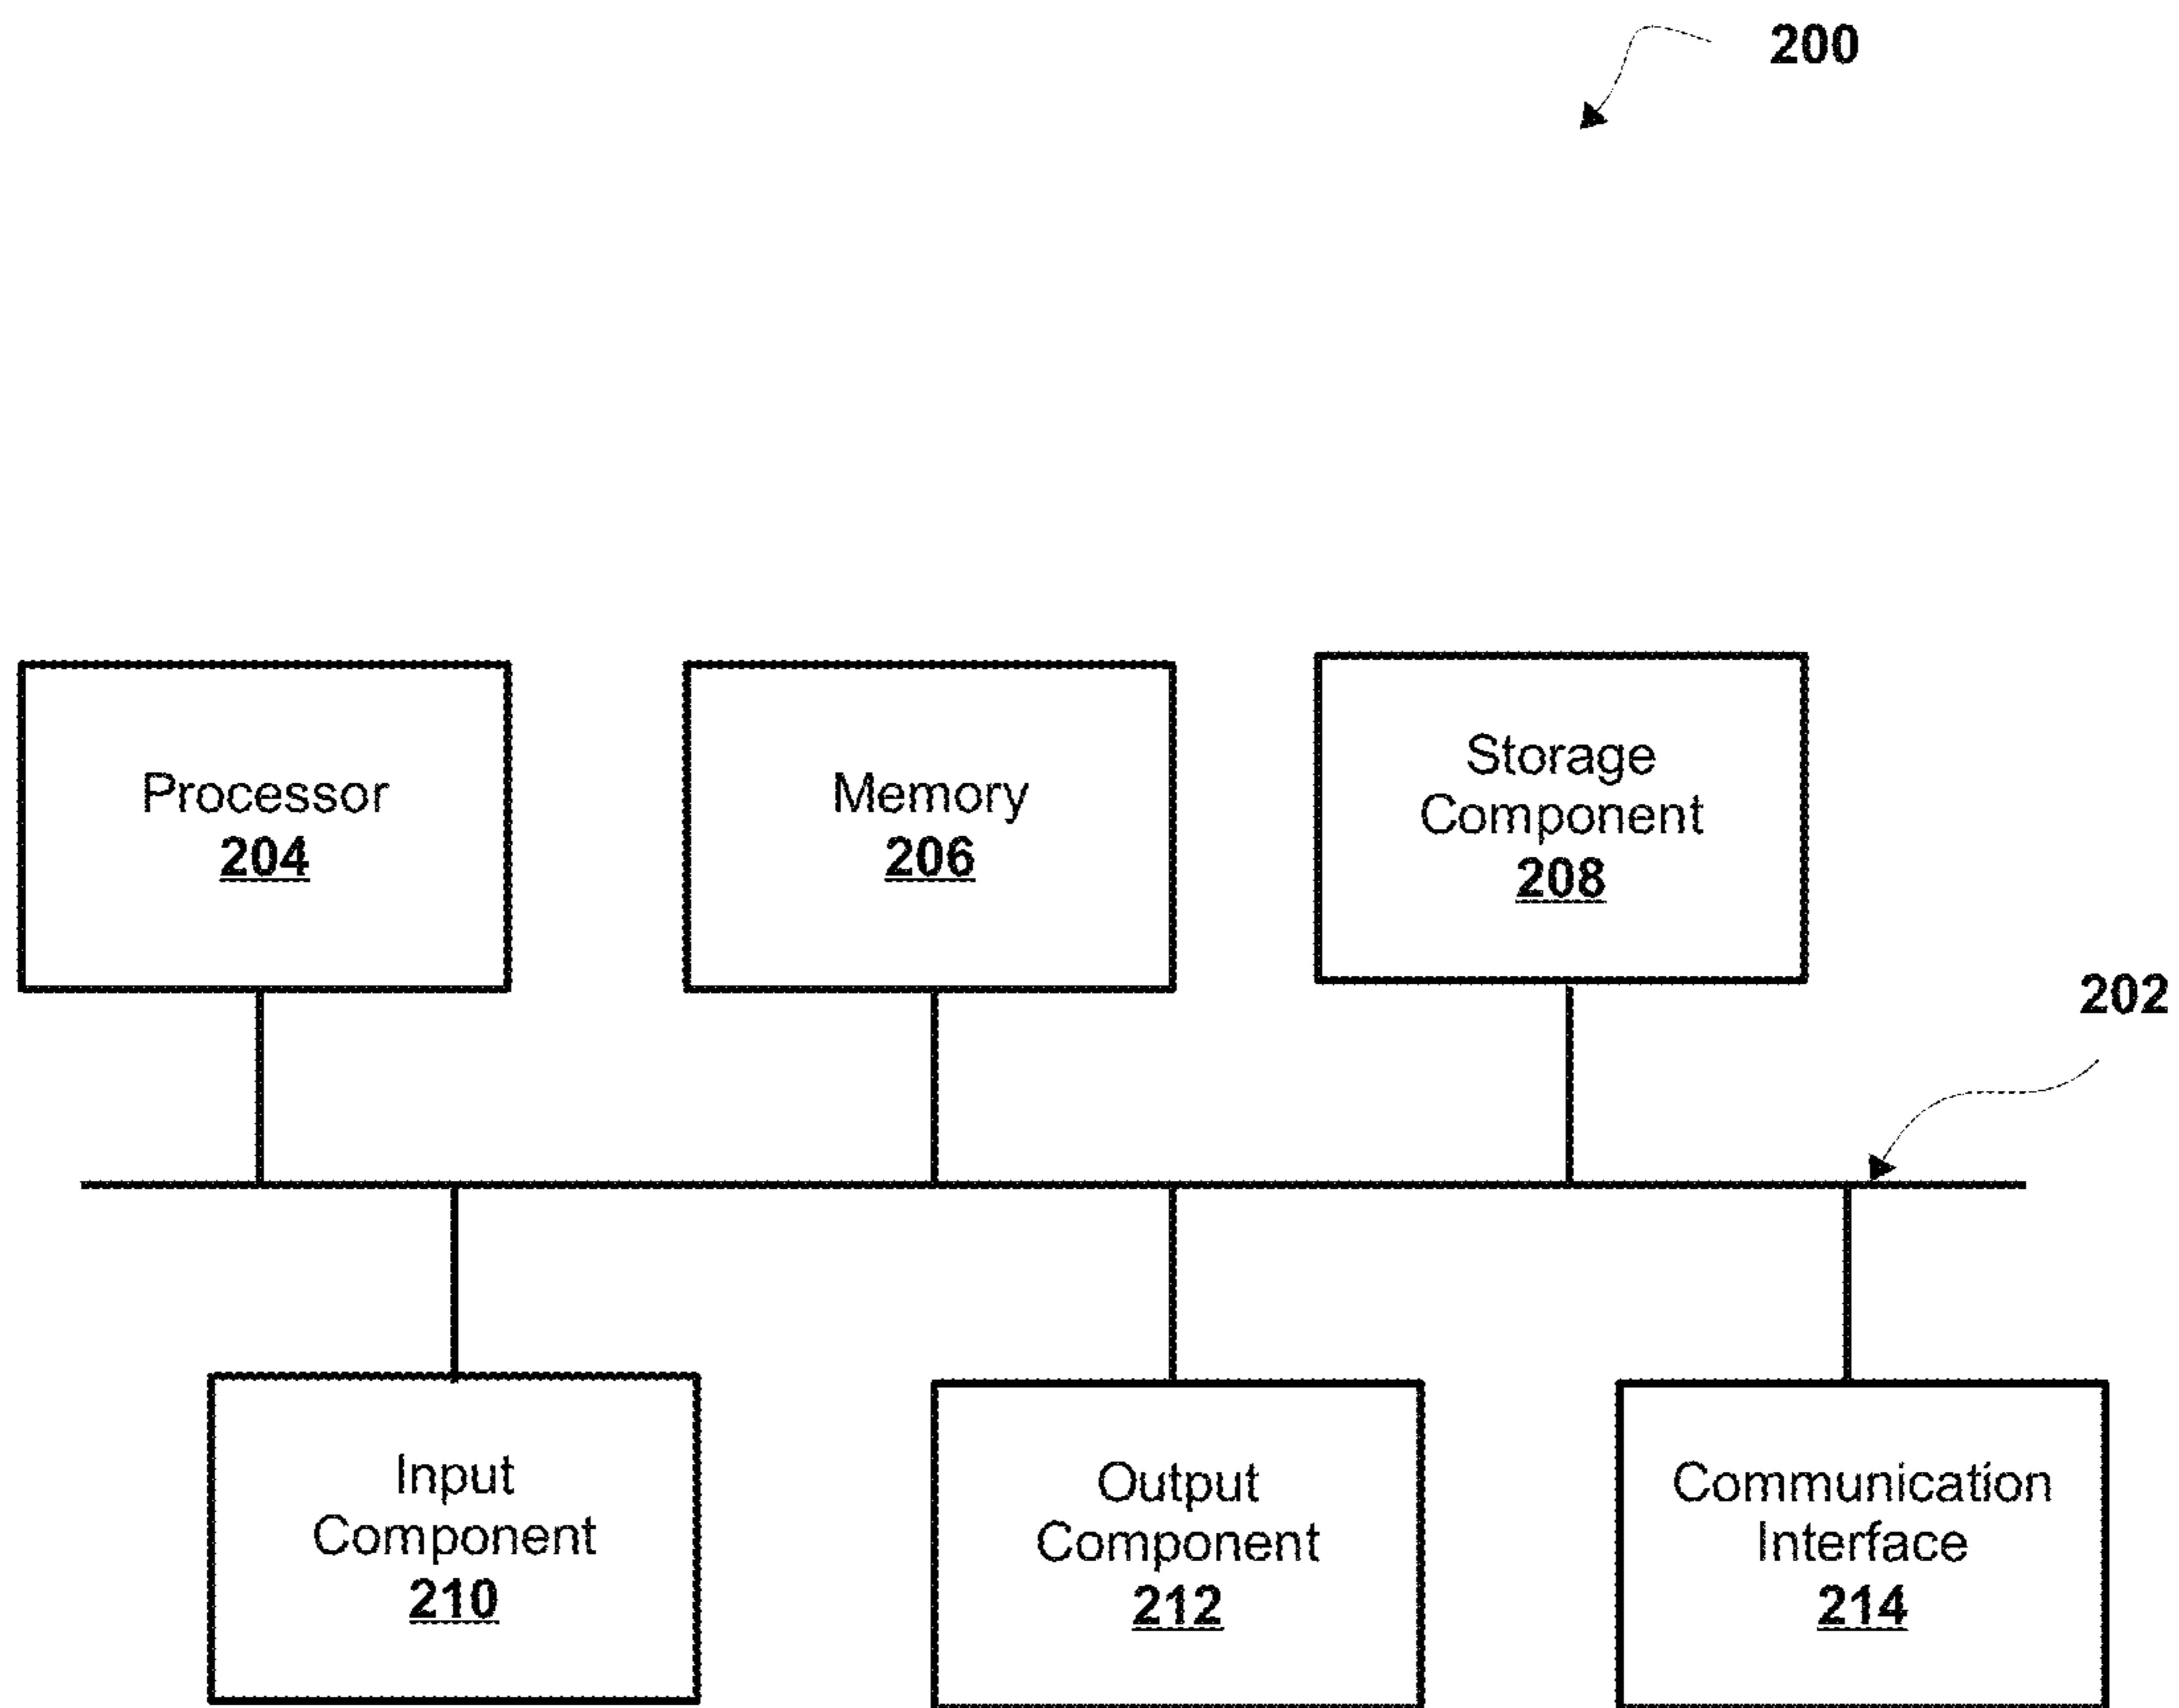 200
Processor
204
Memory
206
Storage
Component
208
202
Input
Component
210
Output
Component
212
Communication
Interface
214